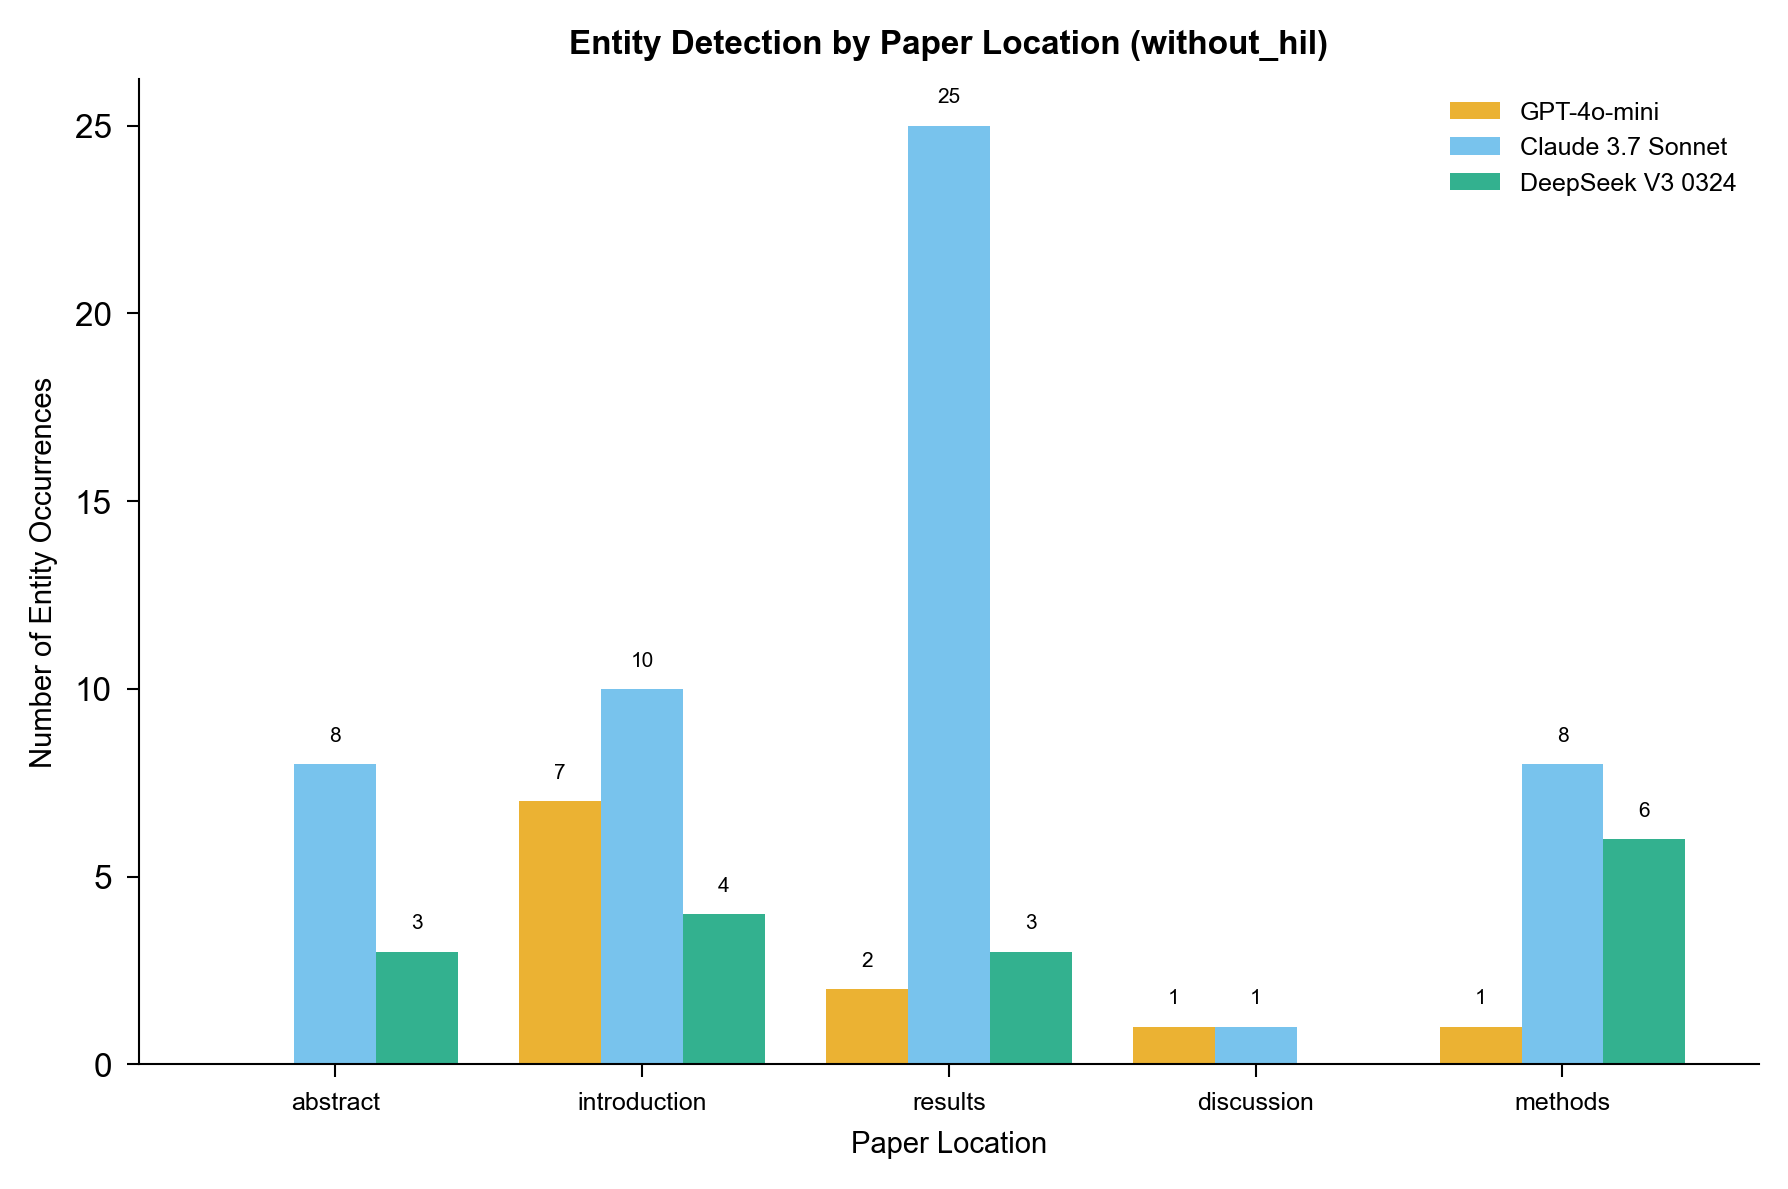 Entity Detection by Paper Location (without_hil)
GPT-4o-mini
Claude 3.7 Sonnet
DeepSeek V3 0324
Number of Entity Occurrences
25
20
15
10
5
0
8
3
7
10
4
2
25
3
1
1
1
8
6
abstract
introduction
results
discussion
methods
Paper Location